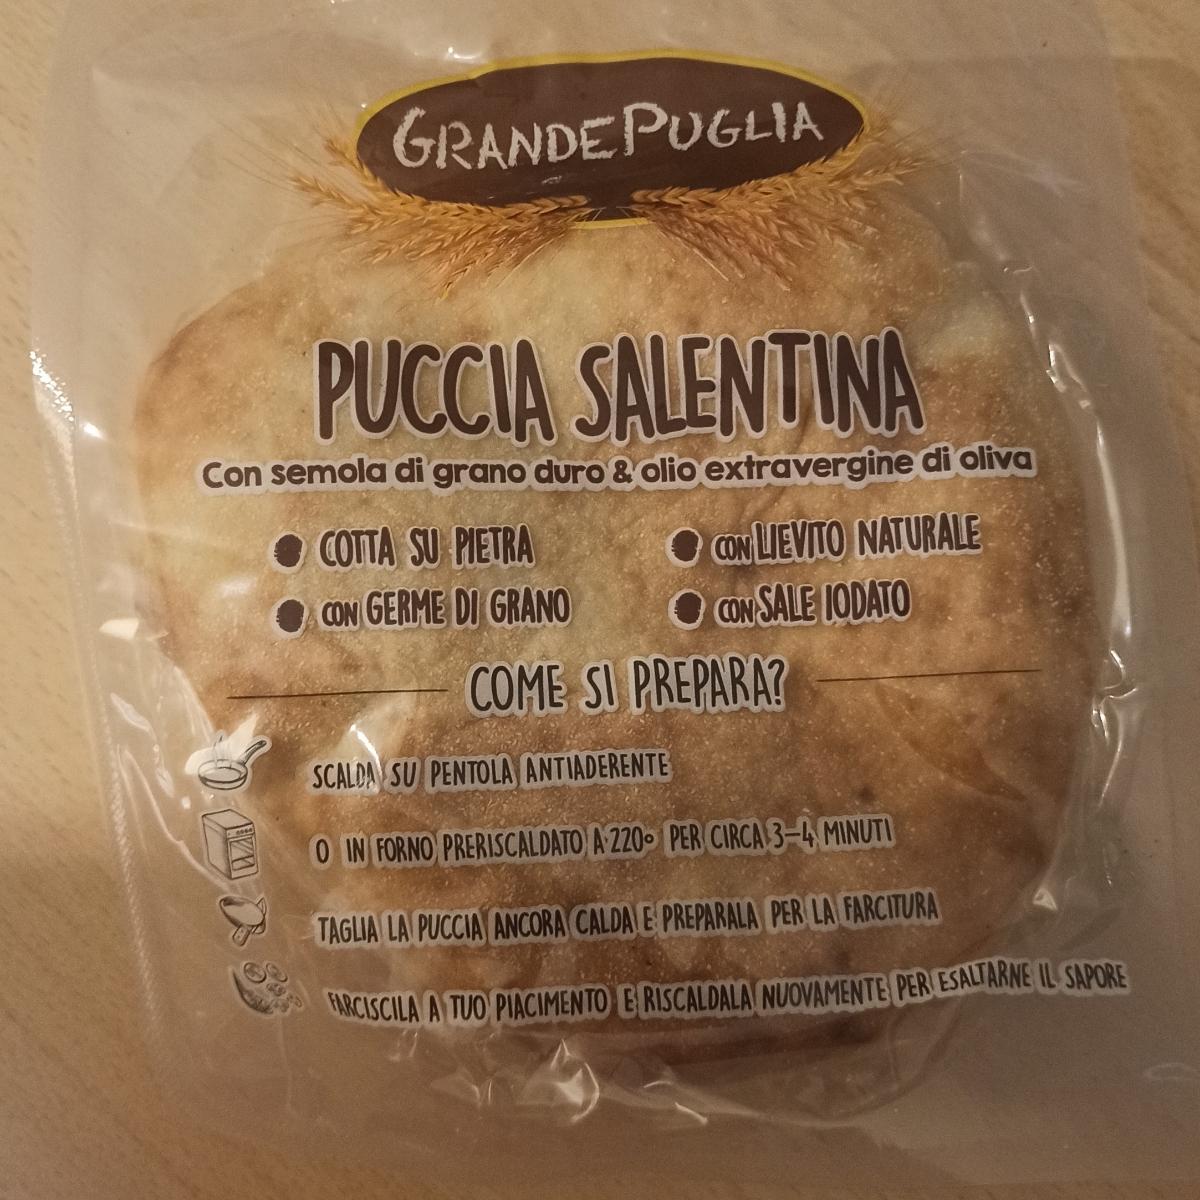 GRANDEPUGLIA
PUCCIA SALENTINA
Con semola di grano duro & olio extravergine di oliva
COTTA SU PIETRA
CON LIEVITO NATURALE
CON GERME DI GRANO
CON SALE IODATO
COME SI PREPARA?
SCALDA SU PENTOLA ANTIADERENTE
O IN FORNO PRERISCALDATO A 220° PER CIRCA 3-4 MINUTI
TAGLIA LA PUCCIA ANCORA CALDA E PREPARALA PER LA FARCITURA
FARCISCILA A TUO PIACIMENTO E RISCALDALA NUOVAMENTE PER ESALTARNE IL SAPORE